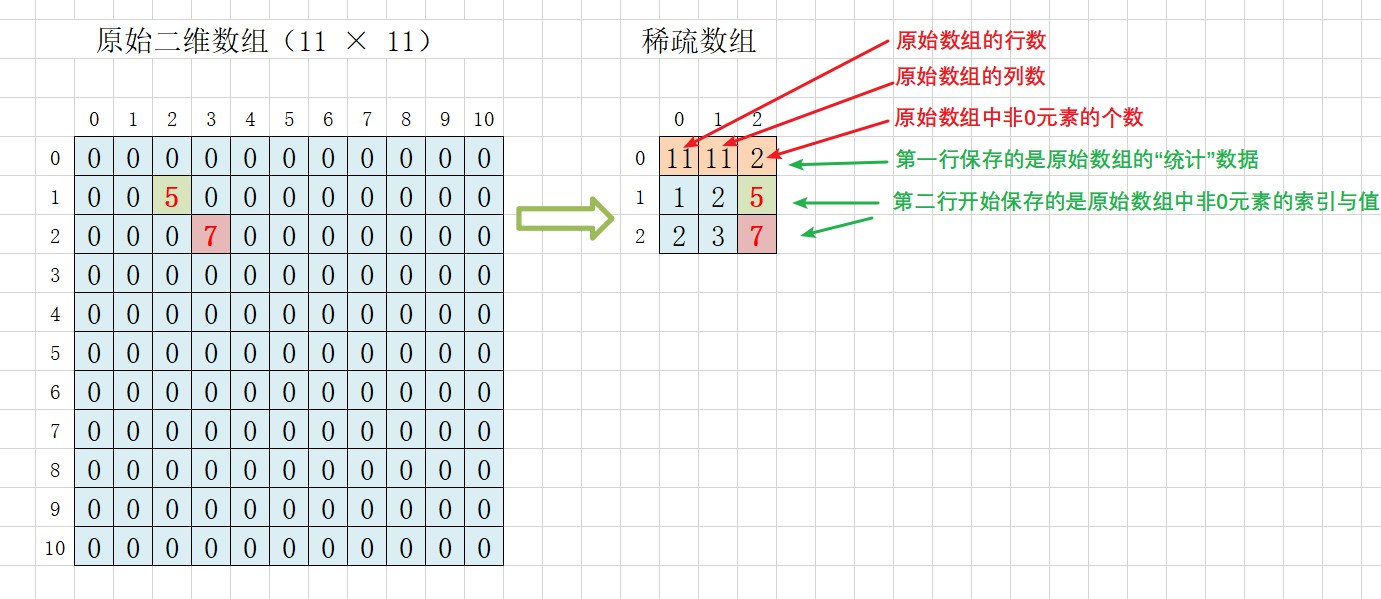 原始二维数组（11 × 11）
稀疏数组
原始数组的行数
原始数组的列数
原始数组中非0元素的个数
0 1 2 3 4 5 6 7 8 9 10
0 1 2
0 0 0 0 0 0 0 0 0 0 0 0
0 11 11 2
第一行保存的是原始数组的“统计”数据
1 0 0 5 0 0 0 0 0 0 0 0
1 1 2 5
第二行开始保存的是原始数组中非0元素的索引与值
2 0 0 0 7 0 0 0 0 0 0 0
2 2 3 7
3 0 0 0 0 0 0 0 0 0 0 0
4 0 0 0 0 0 0 0 0 0 0 0
5 0 0 0 0 0 0 0 0 0 0 0
6 0 0 0 0 0 0 0 0 0 0 0
7 0 0 0 0 0 0 0 0 0 0 0
8 0 0 0 0 0 0 0 0 0 0 0
9 0 0 0 0 0 0 0 0 0 0 0
10 0 0 0 0 0 0 0 0 0 0 0